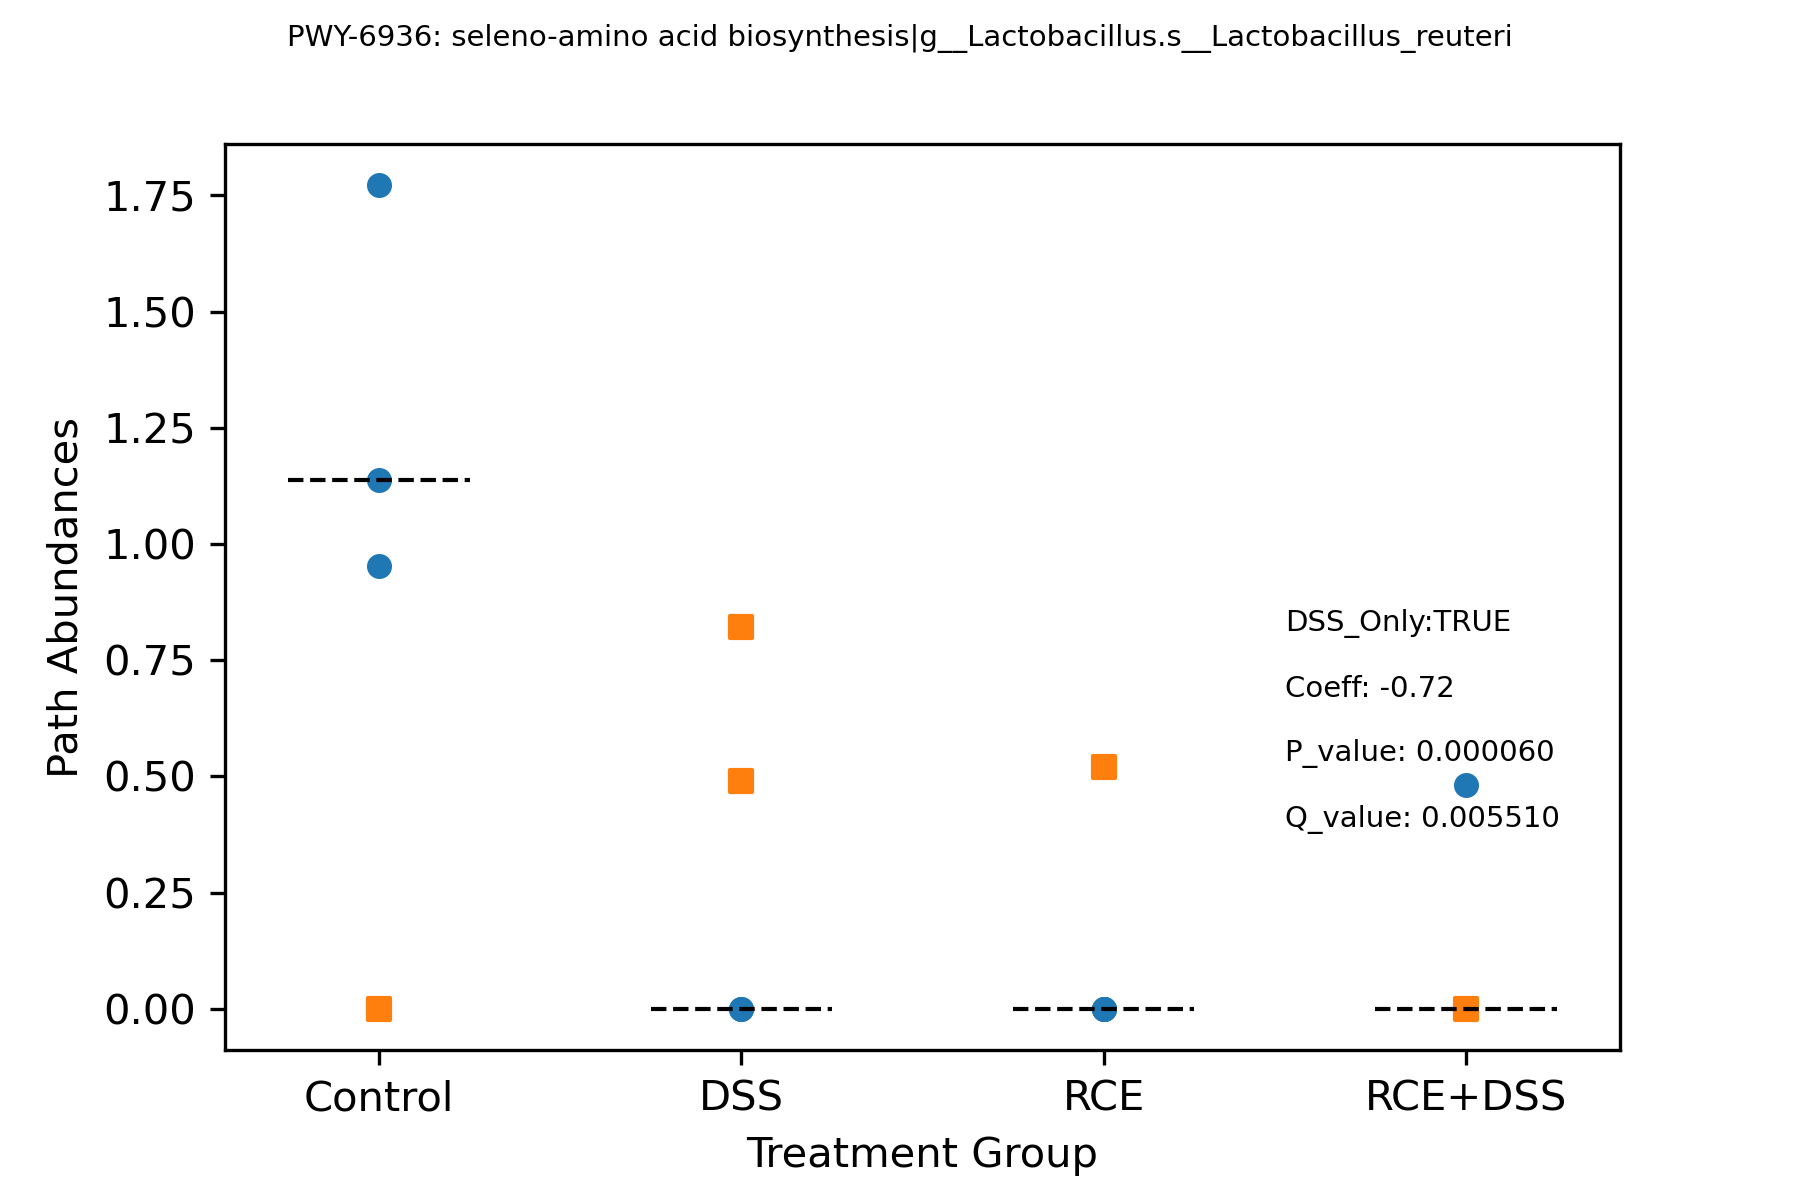 PWY-6936: seleno-amino acid biosynthesis|g__Lactobacillus.s__Lactobacillus_reuteri
1.75
1.50
1.25
1.00
0.75
0.50
0.25
0.00
Path Abundances
DSS_Only:TRUE
Coeff: -0.72
P_value: 0.000060
Q_value: 0.005510
Control
DSS
RCE
RCE+DSS
Treatment Group